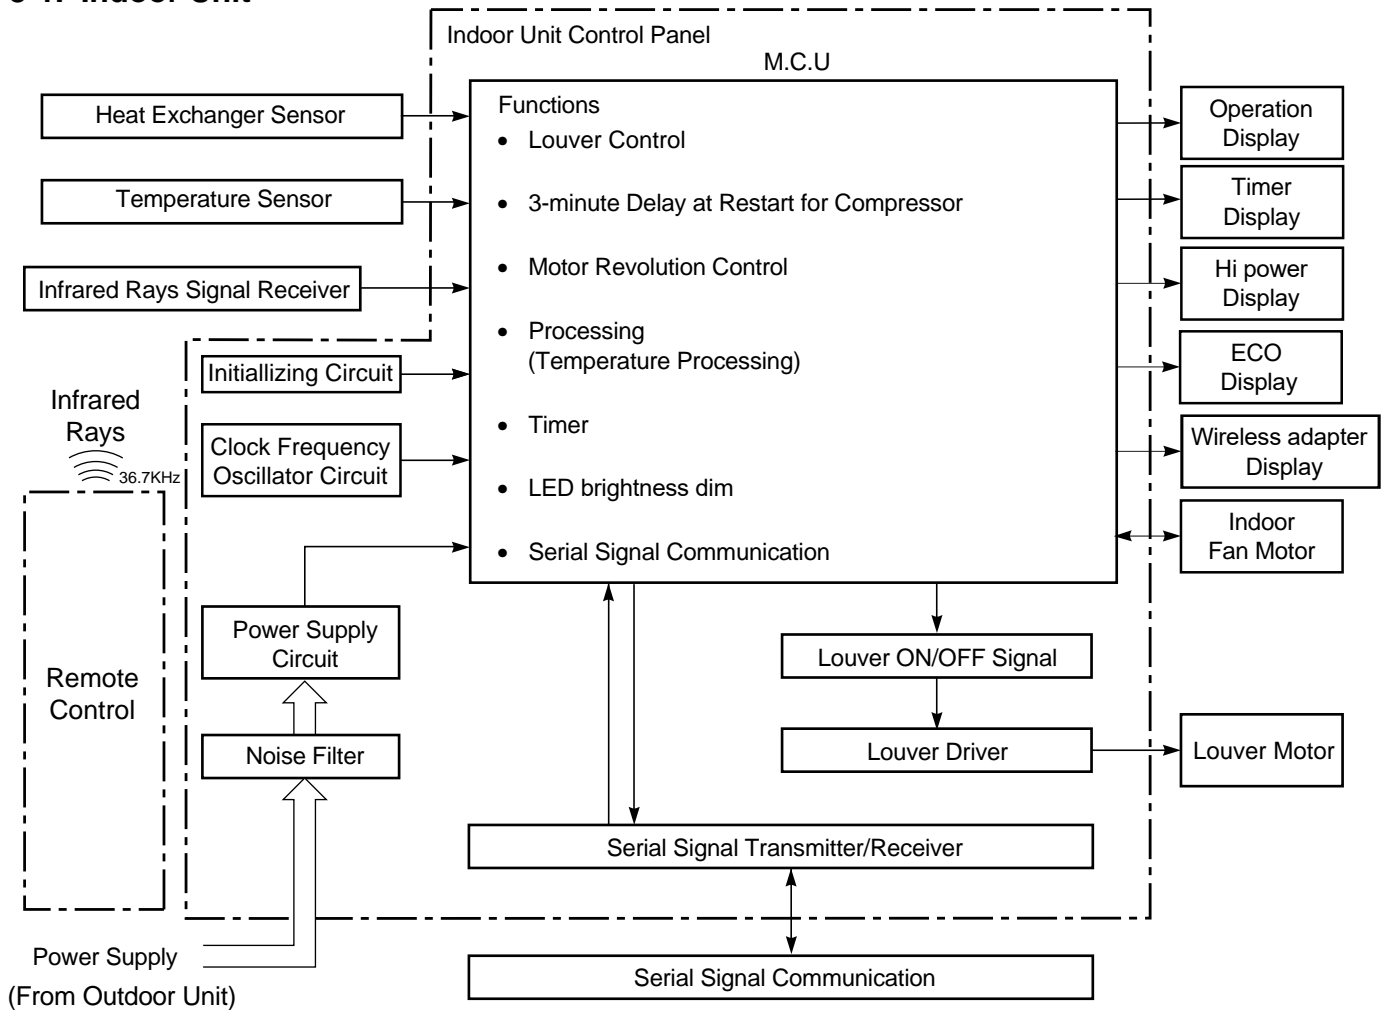 Indoor Unit
Indoor Unit Control Panel
M.C.U
Heat Exchanger Sensor
Temperature Sensor
Infrared Rays Signal Receiver
Initiallizing Circuit
Clock Frequency
Oscillator Circuit
Infrared
Rays
36.7KHz
Remote
Control
Power Supply
Circuit
Noise Filter
Power Supply
(From Outdoor Unit)
Functions
• Louver Control
• 3-minute Delay at Restart for Compressor
• Motor Revolution Control
• Processing
(Temperature Processing)
• Timer
• LED brightness dim
• Serial Signal Communication
Louver ON/OFF Signal
Louver Driver
Serial Signal Transmitter/Receiver
Serial Signal Communication
Operation
Display
Timer
Display
Hi power
Display
ECO
Display
Wireless adapter
Display
Indoor
Fan Motor
Louver Motor